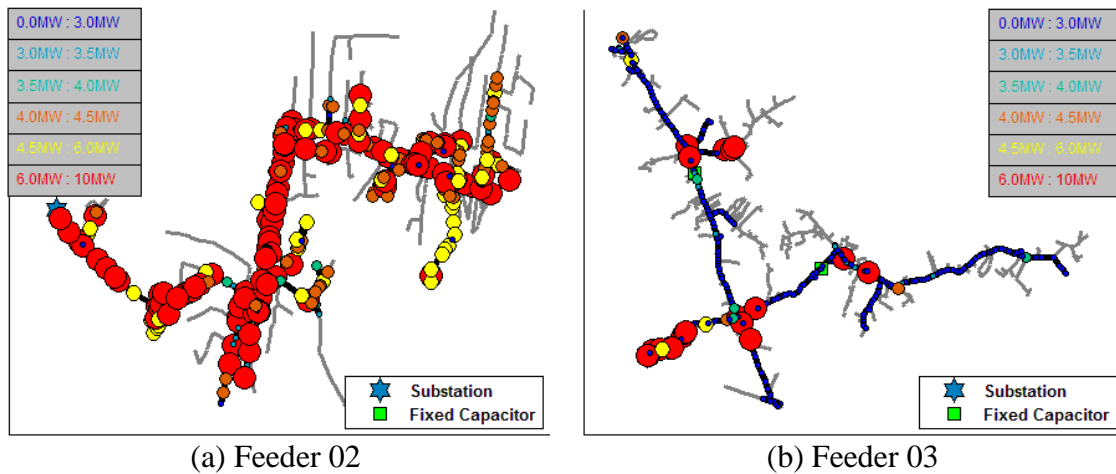 0.0MW : 3.0MW
3.0MW : 3.5MW
3.5MW : 4.0MW
4.0MW : 4.5MW
4.5MW : 6.0MW
6.0MW : 10MW
Substation
Fixed Capacitor
(a) Feeder 02
0.0MW : 3.0MW
3.0MW : 3.5MW
3.5MW : 4.0MW
4.0MW : 4.5MW
4.5MW : 6.0MW
6.0MW : 10MW
Substation
Fixed Capacitor
(b) Feeder 03